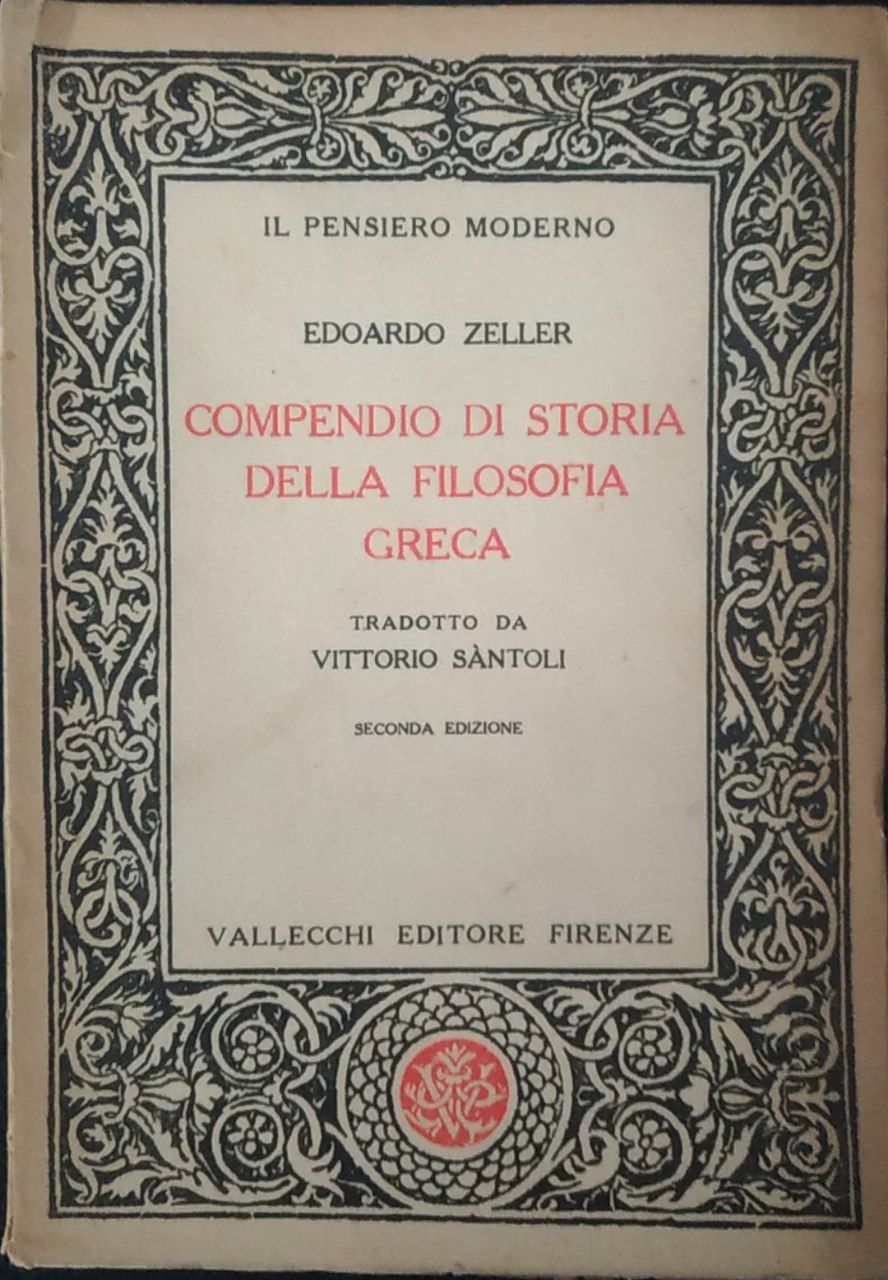 IL PENSIERO MODERNO
EDOARDO ZELLER
COMPENDIO DI STORIA
DELLA FILOSOFIA
GRECA
TRADOTTO DA
VITTORIO SÀNTOLI
SECONDA EDIZIONE
VALLECCHI EDITORE FIRENZE